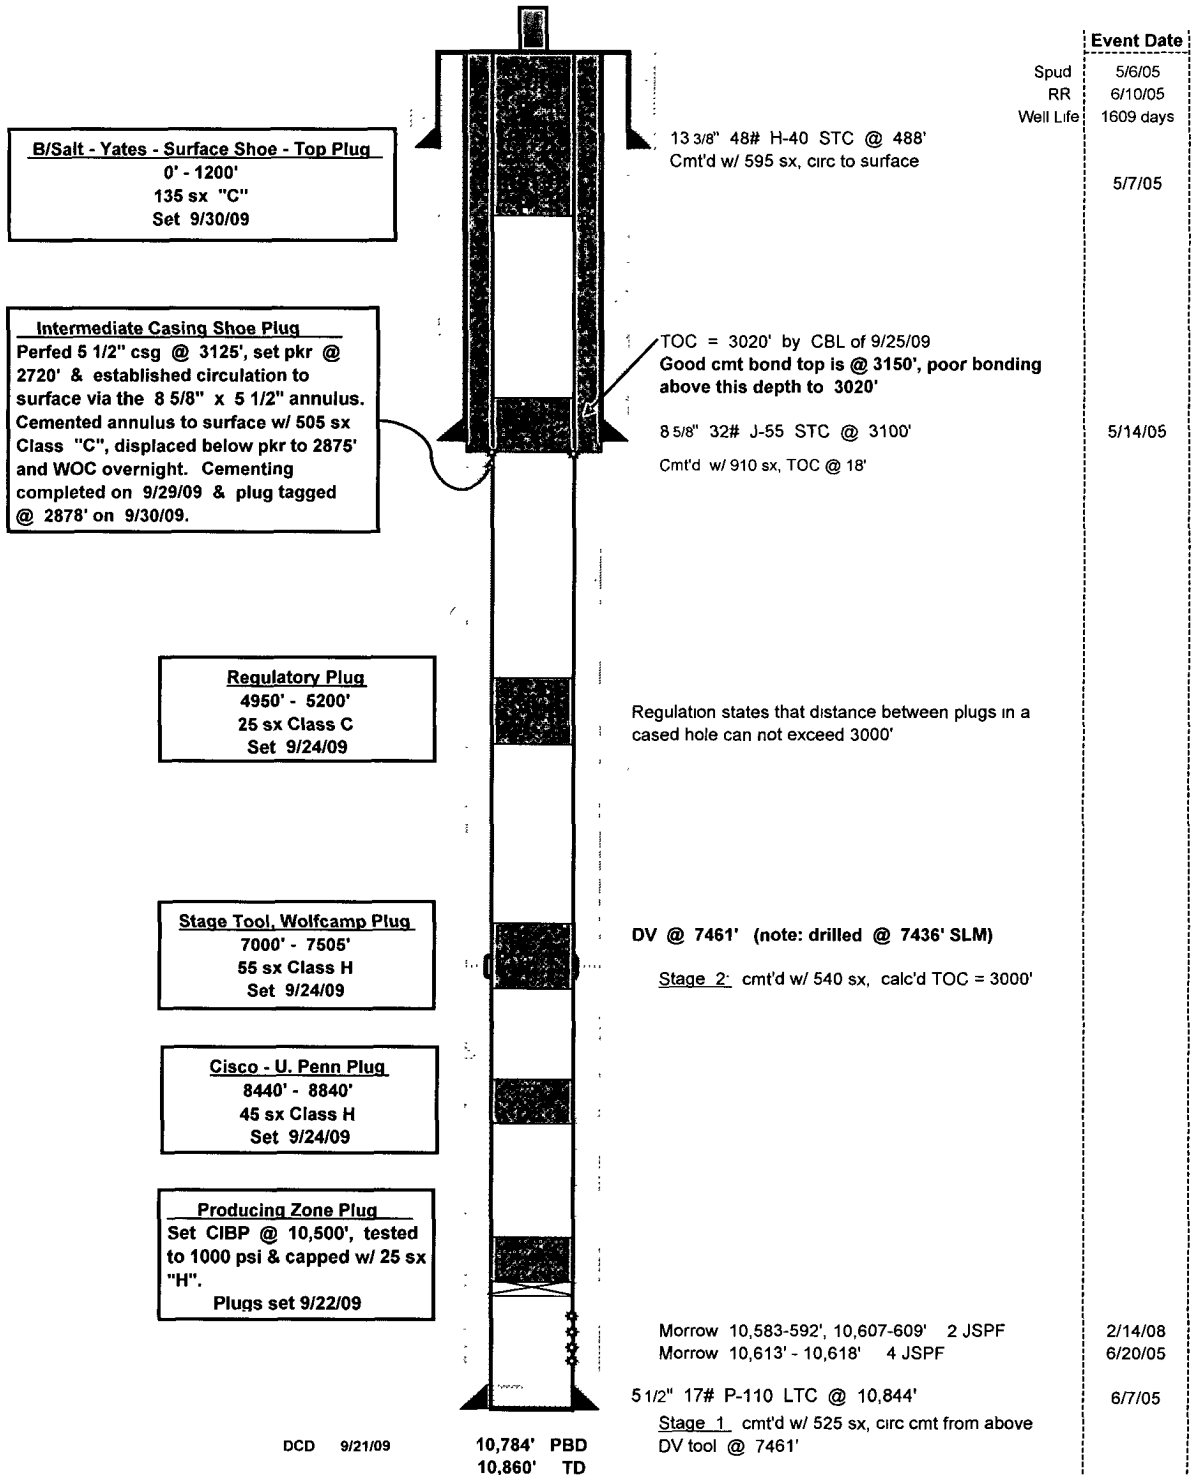 Event Date
Spud 5/6/05
RR 6/10/05
Well Life 1609 days
13 3/8" 48# H-40 STC @ 488'
Cmt'd w/ 595 sx, circ to surface
5/7/05
B/Salt - Yates - Surface Shoe - Top Plug
0' - 1200'
135 sx "C"
Set 9/30/09
Intermediate Casing Shoe Plug
Perfed 5 1/2" csg @ 3125', set pkr @
2720' & established circulation to
surface via the 8 5/8" x 5 1/2" annulus.
Cemented annulus to surface w/ 505 sx
Class "C", displaced below pkr to 2875'
and WOC overnight. Cementing
completed on 9/29/09 & plug tagged
@ 2878' on 9/30/09.
TOC = 3020' by CBL of 9/25/09
Good cmt bond top is @ 3150', poor bonding
above this depth to 3020'
8 5/8" 32# J-55 STC @ 3100' 5/14/05
Cmt'd w/ 910 sx, TOC @ 18'
Regulatory Plug
4950' - 5200'
25 sx Class C
Set 9/24/09
Regulation states that distance between plugs in a
cased hole can not exceed 3000'
Stage Tool, Wolfcamp Plug
7000' - 7505'
55 sx Class H
Set 9/24/09
DV @ 7461' (note: drilled @ 7436' SLM)
Stage 2: cmt'd w/ 540 sx, calc'd TOC = 3000'
Cisco - U. Penn Plug
8440' - 8840'
45 sx Class H
Set 9/24/09
Producing Zone Plug
Set CIBP @ 10,500', tested
to 1000 psi & capped w/ 25 sx
"H".
Plugs set 9/22/09
Morrow 10,583-592', 10,607-609' 2 JSPF 2/14/08
Morrow 10,613' - 10,618' 4 JSPF 6/20/05
5 1/2" 17# P-110 LTC @ 10,844' 6/7/05
Stage 1 cmt'd w/ 525 sx, circ cmt from above
DV tool @ 7461'
DCD 9/21/09
10,784' PBD
10,860' TD